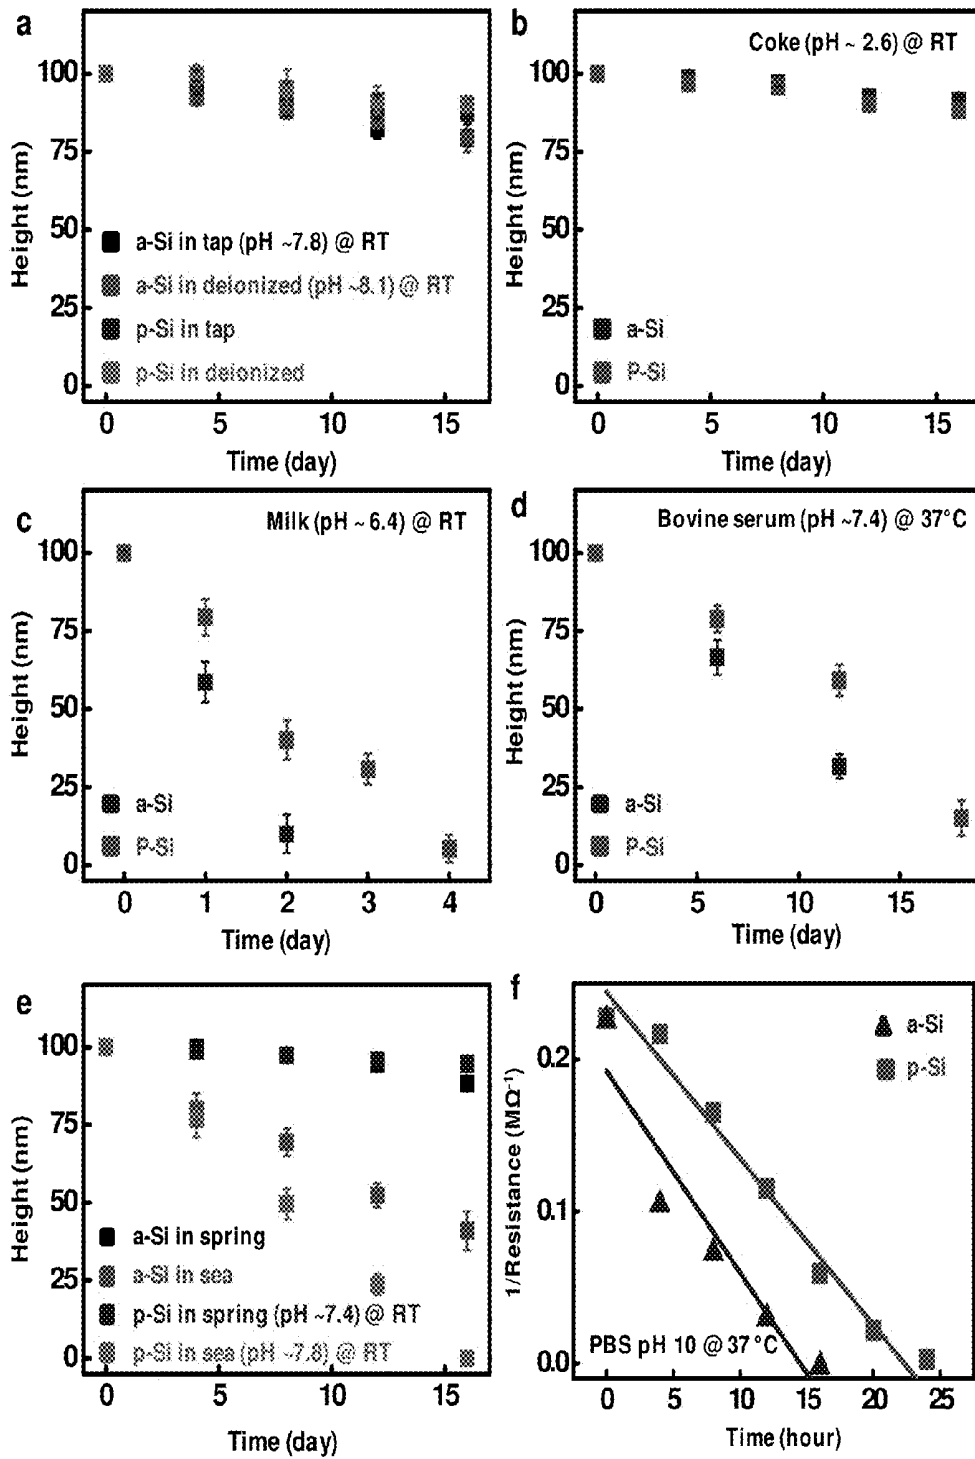 a
Height (nm)
100
75
50
25
0
a-Si in tap (pH ~7.8) @ RT
a-Si in deionized (pH ~8.1) @ RT
p-Si in tap
p-Si in deionized
0 5 10 15
Time (day)
b
Coke (pH ~ 2.6) @ RT
Height (nm)
100
75
50
25
0
a-Si
P-Si
0 5 10 15
Time (day)
c
Milk (pH ~ 6.4) @ RT
Height (nm)
100
75
50
25
0
a-Si
P-Si
0 1 2 3 4
Time (day)
d
Bovine serum (pH ~7.4) @ 37°C
Height (nm)
100
75
50
25
0
a-Si
P-Si
0 5 10 15
Time (day)
e
Height (nm)
100
75
50
25
0
a-Si in spring
a-Si in sea
p-Si in spring (pH ~7.4) @ RT
p-Si in sea (pH ~7.8) @ RT
0 5 10 15
Time (day)
f
1/Resistance (MΩ⁻¹)
0.2
0.1
0.0
a-Si
p-Si
PBS pH 10 @ 37 °C
0 5 10 15 20 25
Time (hour)